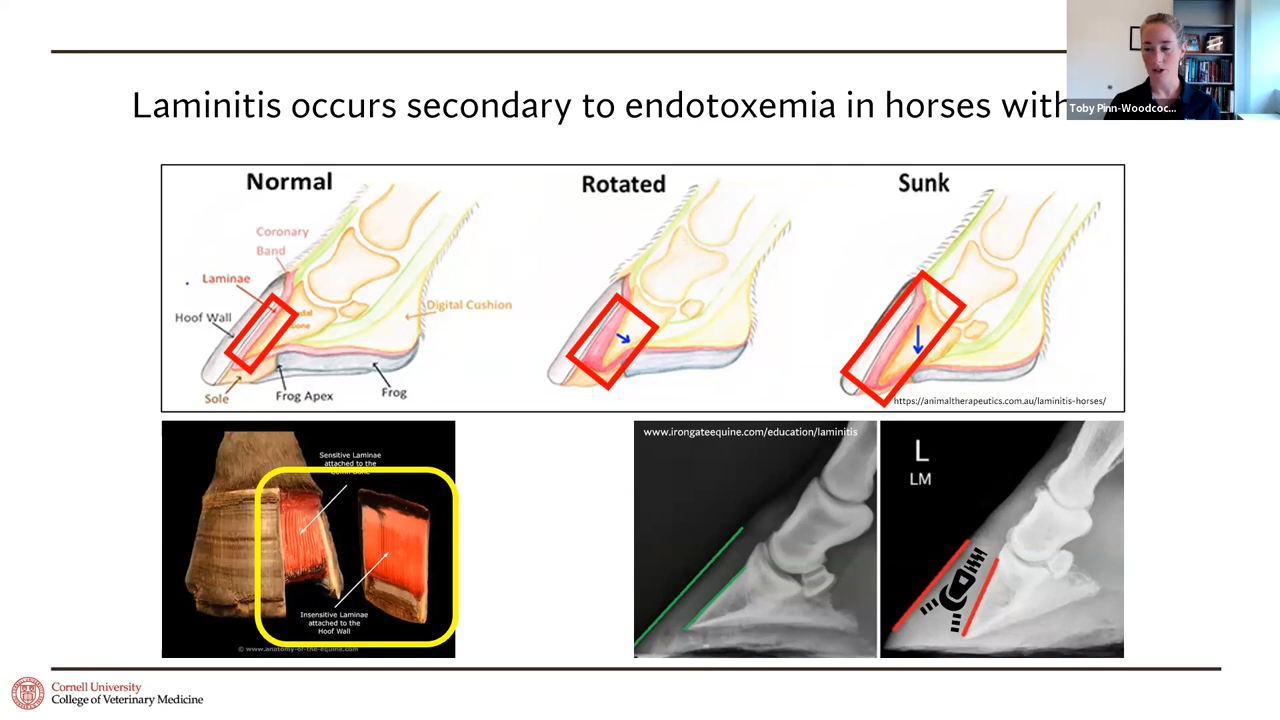 Laminitis occurs secondary to endotoxemia in horses with
Toby Pinn-Woodcoc...
Normal
Rotated
Sunk
Coronary
Band
Laminae
Hoof Wall
Digital Cushion
Sole
Frog Apex
Frog
https://animaltherapeutics.com.au/laminitis-horses/
Sensitive Laminae
attached to the
www.irongateequine.com/education/laminitis
L
LM
Insensitive Laminae
attached to the
Hoof Wall
© www.anatomy-of-the-equine.com
Cornell University
College of Veterinary Medicine